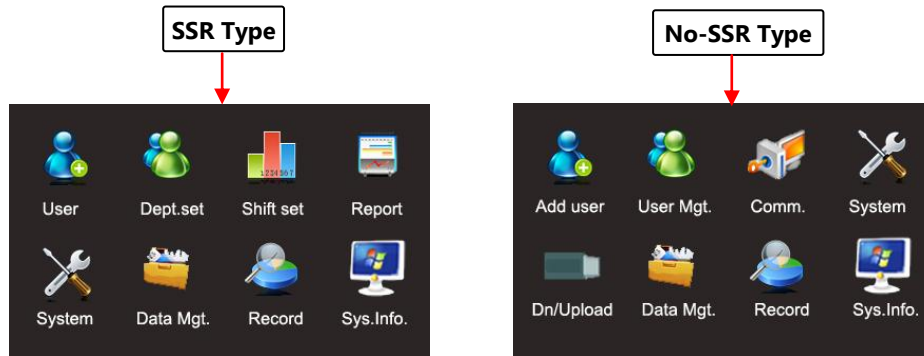 SSR Type
No-SSR Type
User Dept.set Shift set Report
System Data Mgt. Record Sys.Info.
Add user User Mgt. Comm. System
Dn/Upload Data Mgt. Record Sys.Info.